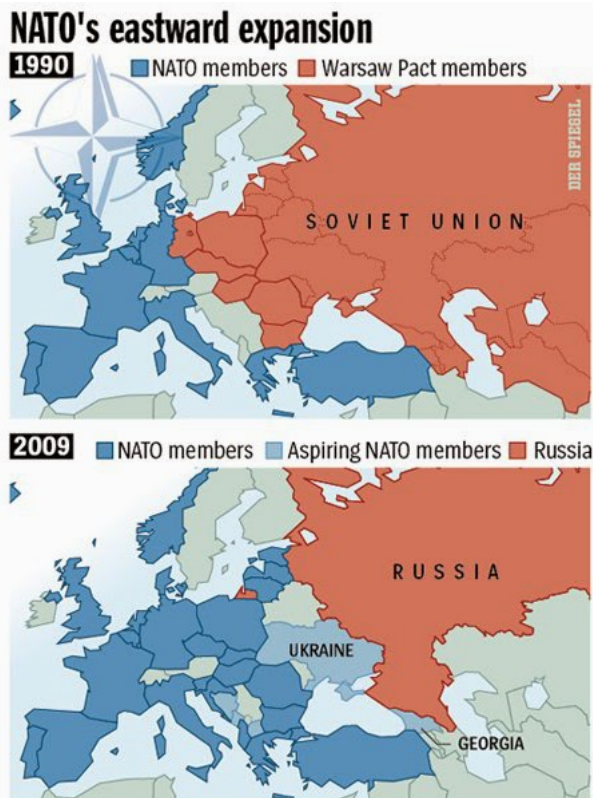 NATO's eastward expansion
1990 NATO members Warsaw Pact members
DER SPIEGEL
SOVIET UNION
2009 NATO members Aspiring NATO members Russia
RUSSIA
UKRAINE
GEORGIA